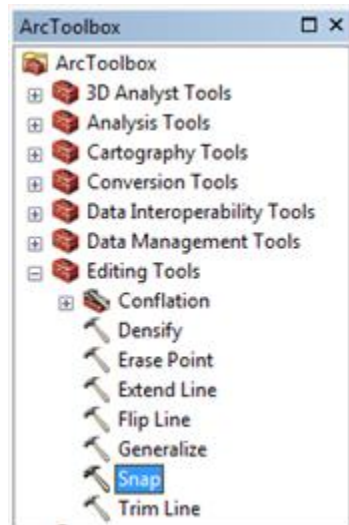 ArcToolbox
ArcToolbox
3D Analyst Tools
Analysis Tools
Cartography Tools
Conversion Tools
Data Interoperability Tools
Data Management Tools
Editing Tools
Conflation
Densify
Erase Point
Extend Line
Flip Line
Generalize
Snap
Trim Line